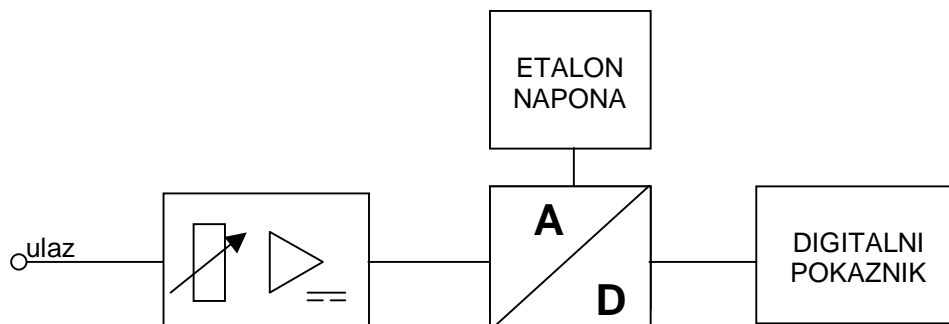 ETALON
NAPONA
ulaz
A
D
DIGITALNI
POKAZNIK